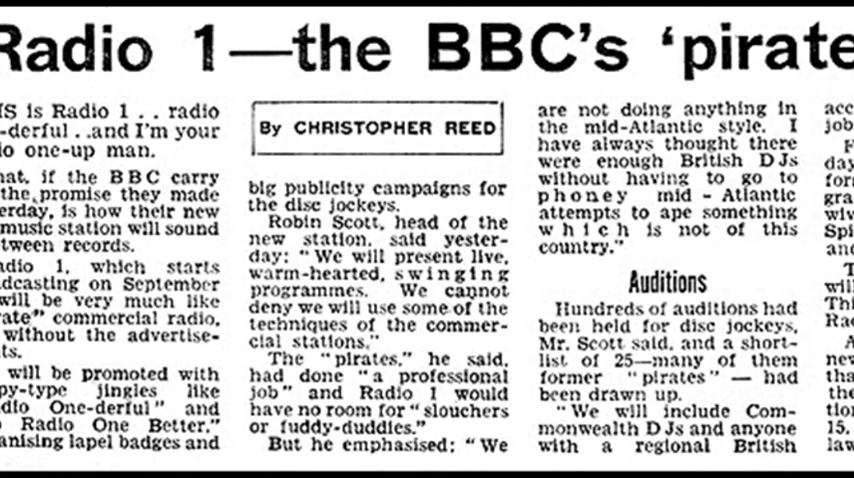 Radio 1—the BBC's 'pirate
IS is Radio 1 . . radio
-derful . .and I'm your
io one-up man.
hat, if the BBC carry
the promise they made
erday, is how their new
music station will sound
tween records.
adio 1, which starts
adcasting on September
will be very much like
rate" commercial radio,
without the advertise-
ts.
will be promoted with
py-type jingles like
dio One-derful" and
Radio One Better."
anising lapel badges and
By CHRISTOPHER REED
big publicity campaigns for
the disc jockeys.
Robin Scott, head of the
new station, said yester-
day: "We will present live,
warm-hearted, swinging
programmes. We cannot
deny we will use some of the
techniques of the commer-
cial stations."
The "pirates," he said,
had done "a professional
job" and Radio 1 would
have no room for "slouchers
or fuddy-duddies."
But he emphasised: "We
are not doing anything in
the mid-Atlantic style. I
have always thought there
were enough British DJs
without having to go to
phoney mid - Atlantic
attempts to ape something
which is not of this
country."
Auditions
Hundreds of auditions had
been held for disc jockeys,
Mr. Scott said, and a short-
list of 25—many of them
former "pirates" — had
been drawn up.
"We will include Com-
monwealth DJs and anyone
with a regional British
acc
job
F
day
for
gra
wiv
Spi
and
T
will
Thi
Rad
A
new
tha
the
tion
15.
law